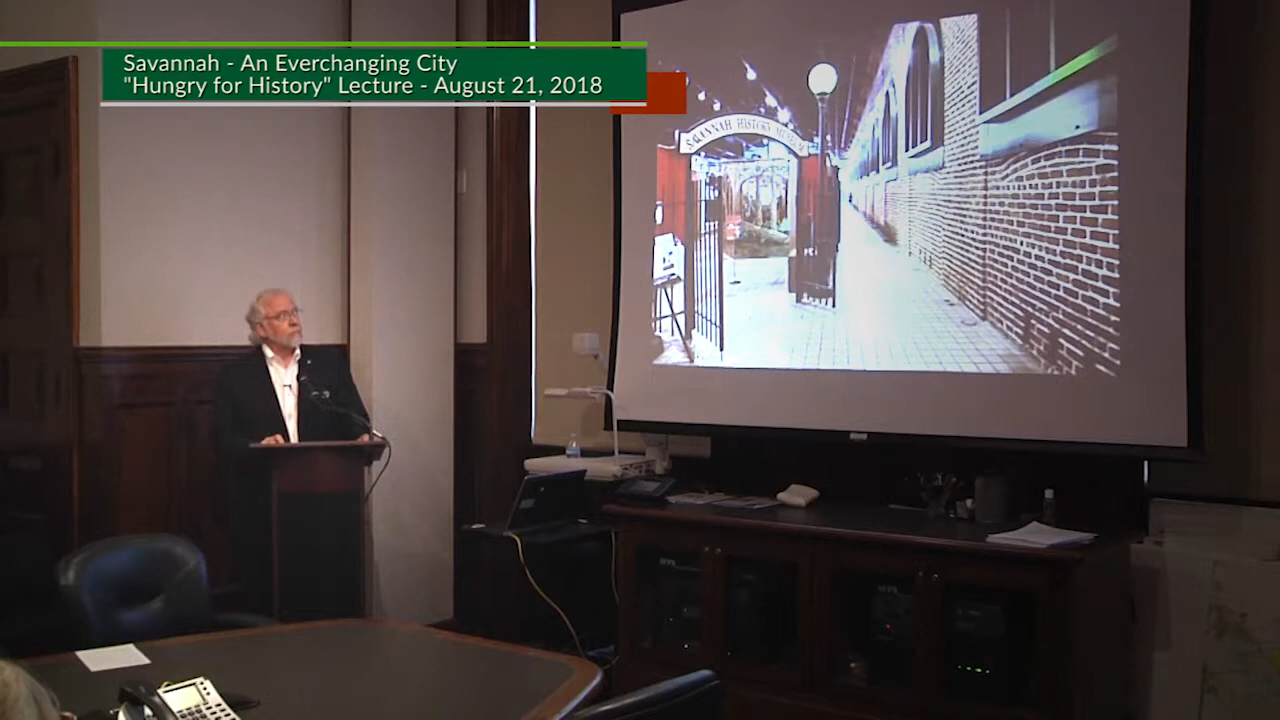 Savannah - An Everchanging City
"Hungry for History" Lecture - August 21, 2018
SAVANNAH HISTORY MUSEUM